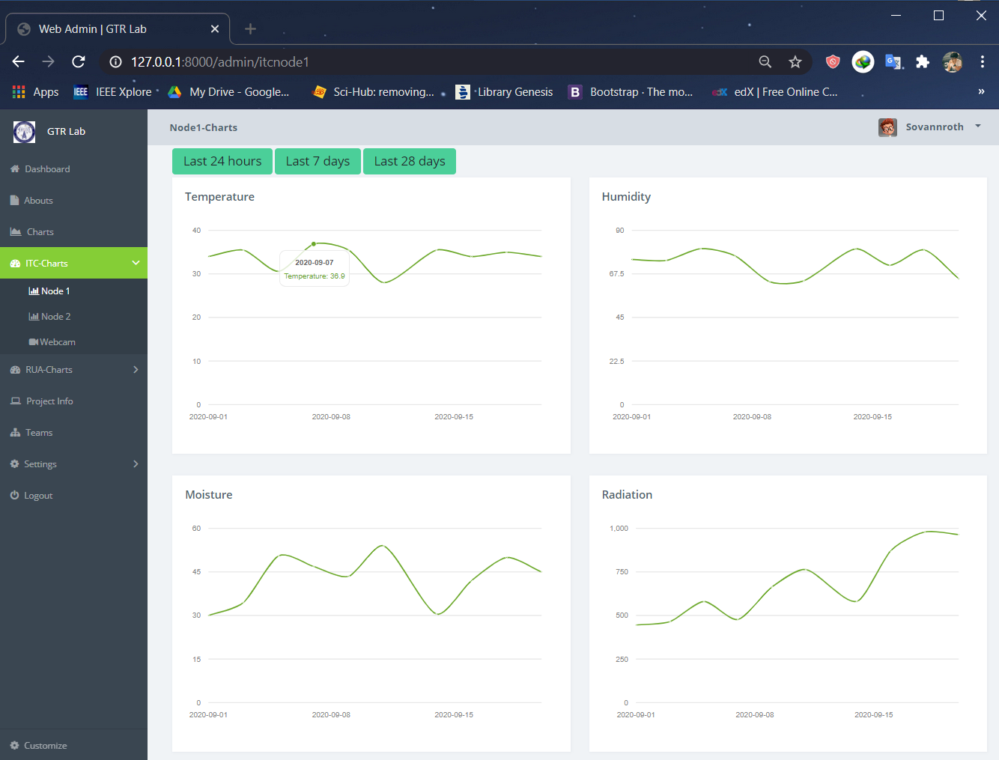 Web Admin | GTR Lab
127.0.0.1:8000/admin/itcnode1
Apps
IEEE
IEEE Xplore
My Drive - Google...
Sci-Hub: removing...
Library Genesis
B
Bootstrap · The mo...
edX
edX | Free Online C...
»
GTR Lab
Dashboard
Abouts
Charts
ITC-Charts
Node 1
Node 2
Webcam
RUA-Charts
Project Info
Teams
Settings
Logout
Customize
Node1-Charts
Sovannroth
Last 24 hours
Last 7 days
Last 28 days
Temperature
40
30
20
10
0
2020-09-01
2020-09-08
2020-09-15
2020-09-07
Temperature: 36.9
Humidity
90
67.5
45
22.5
0
2020-09-01
2020-09-08
2020-09-15
Moisture
60
45
30
15
0
2020-09-01
2020-09-08
2020-09-15
Radiation
1,000
750
500
250
0
2020-09-01
2020-09-08
2020-09-15